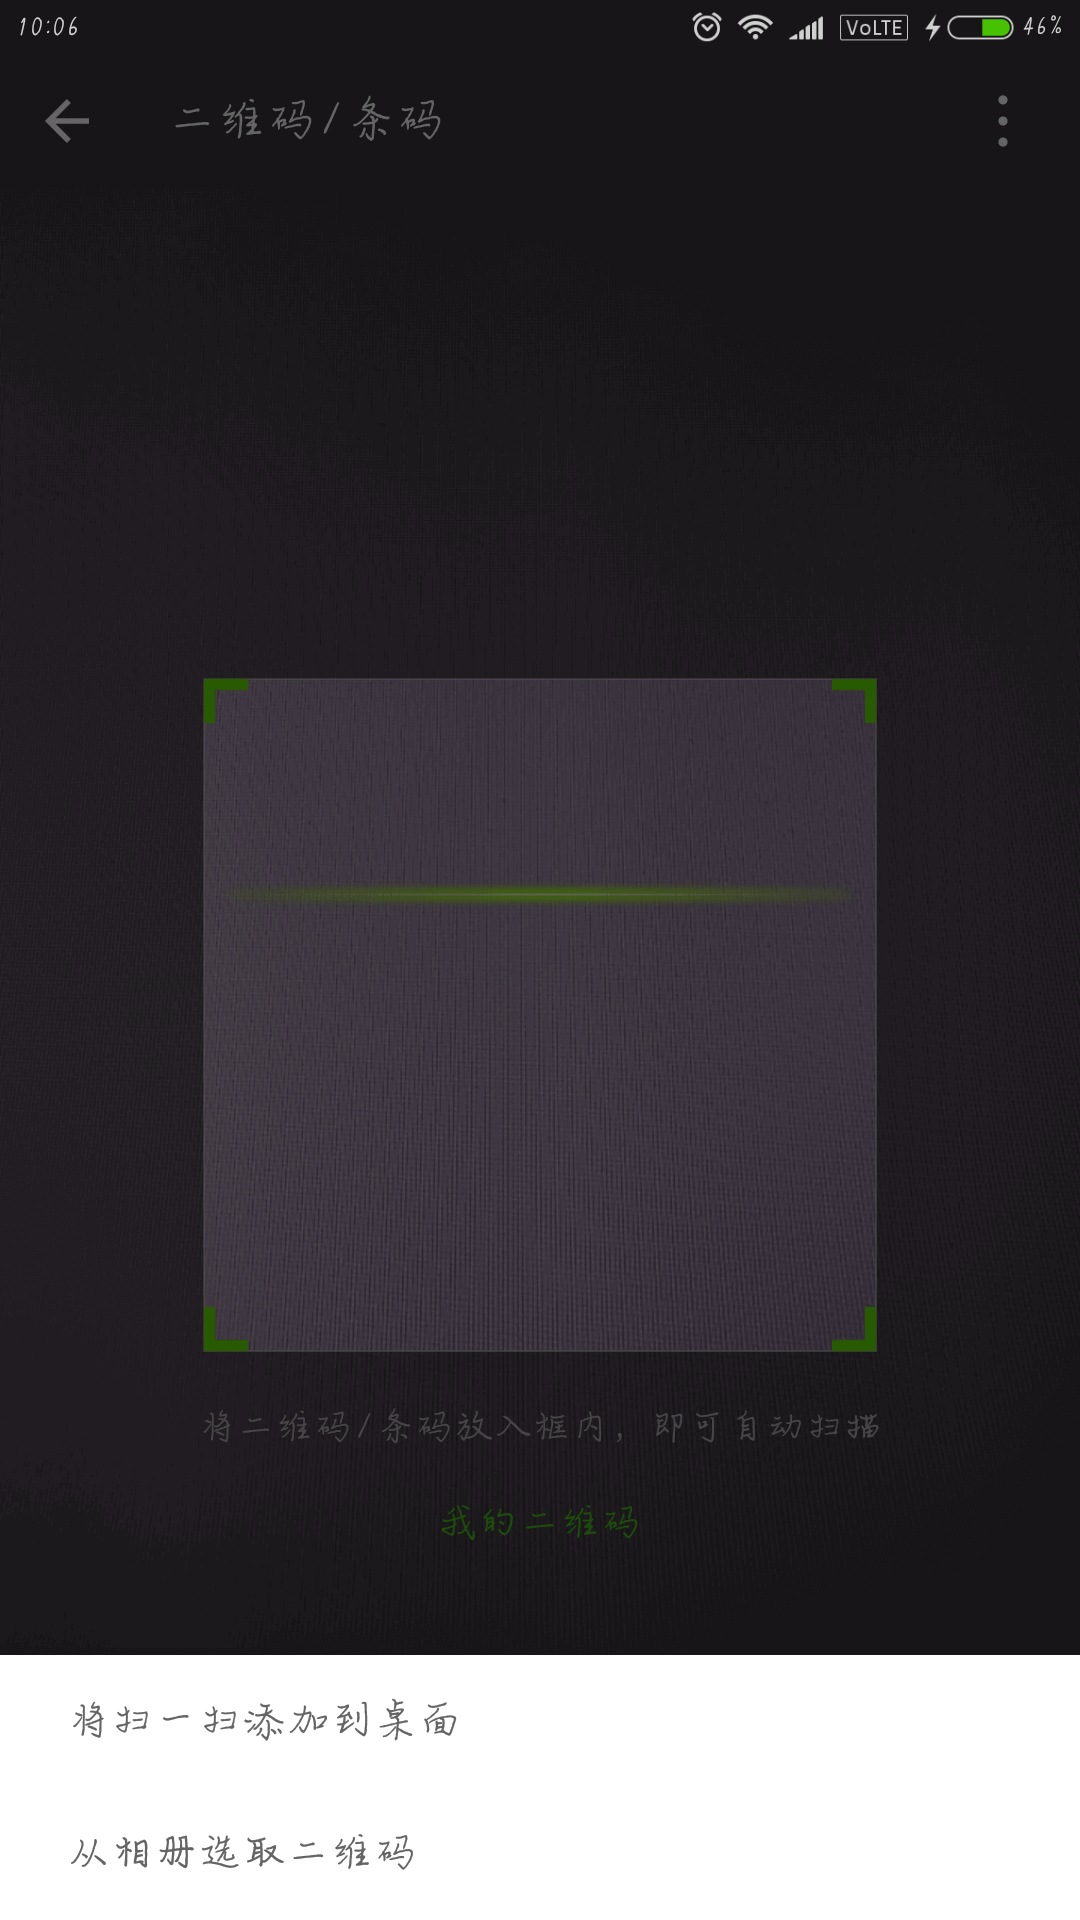 10:06 VoLTE 46%
二维码/条码
将二维码/条码放入框内，即可自动扫描
我的二维码
将扫一扫添加到桌面
从相册选取二维码